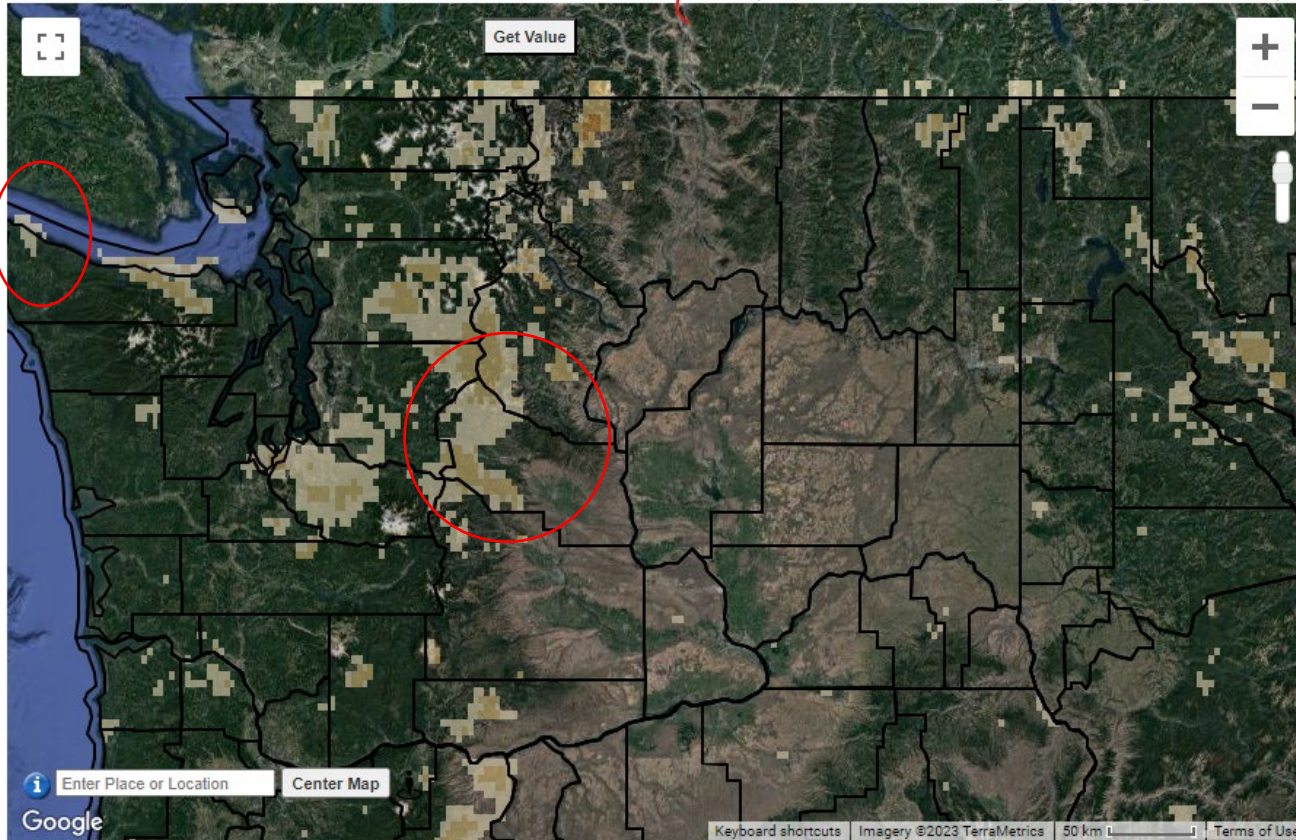 Get Value
+
−
Enter Place or Location
Center Map
Google
Keyboard shortcuts
Imagery ©2023 TerraMetrics
50 km
Terms of Use